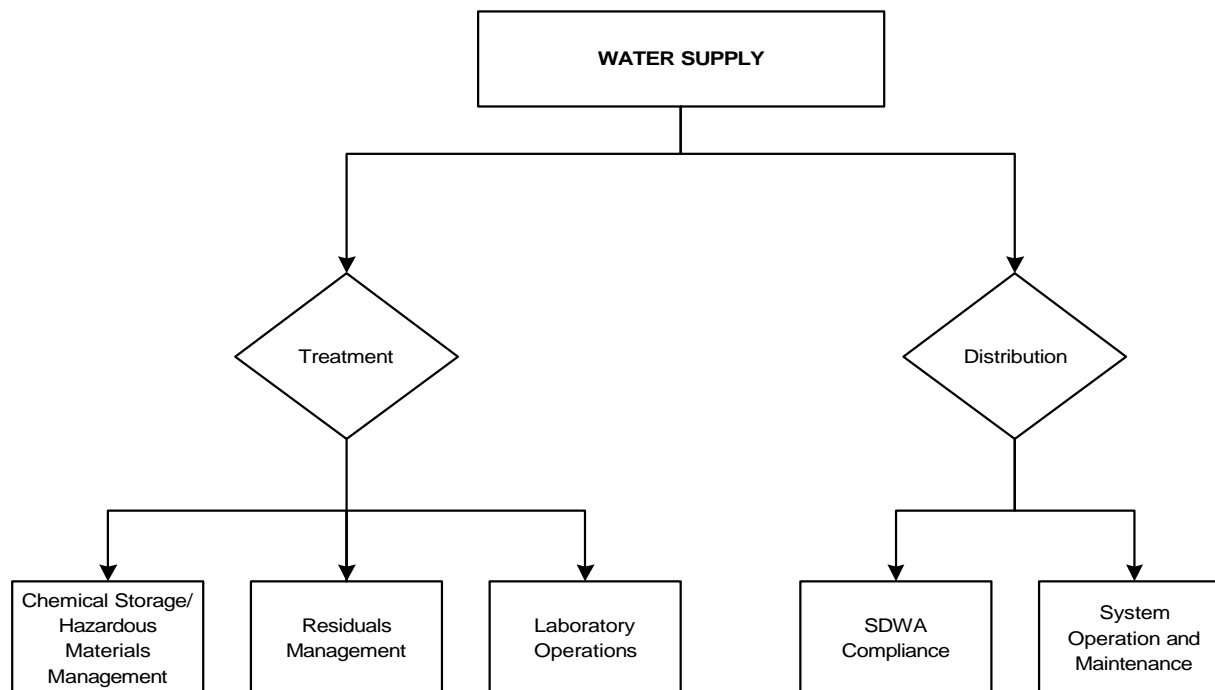 WATER SUPPLY
Treatment
Distribution
Chemical Storage/
Hazardous
Materials
Management
Residuals
Management
Laboratory
Operations
SDWA
Compliance
System
Operation and
Maintenance